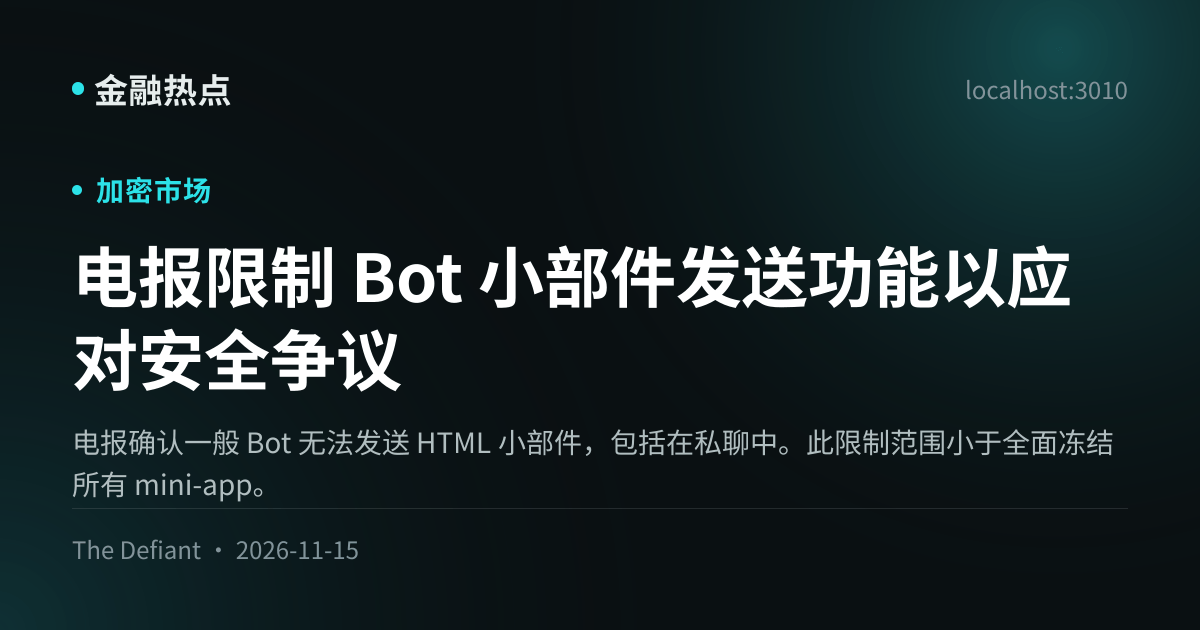 金融热点
localhost:3010
加密市场
电报限制 Bot 小部件发送功能以应
对安全争议
电报确认一般 Bot 无法发送 HTML 小部件，包括在私聊中。此限制范围小于全面冻结
所有 mini-app。
The Defiant • 2026-11-15